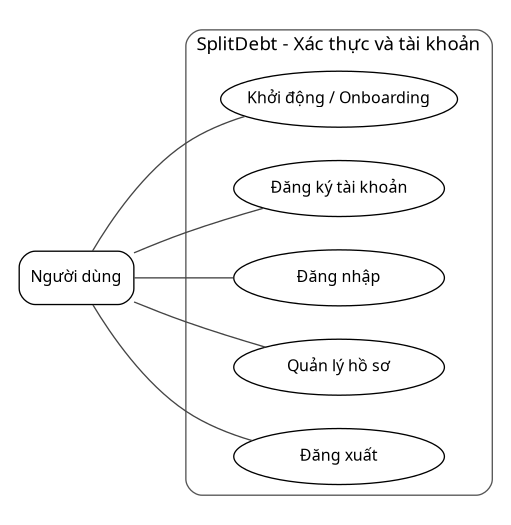 SplitDebt - Xác thực và tài khoản
Khởi động / Onboarding
Đăng ký tài khoản
Người dùng
Đăng nhập
Quản lý hồ sơ
Đăng xuất